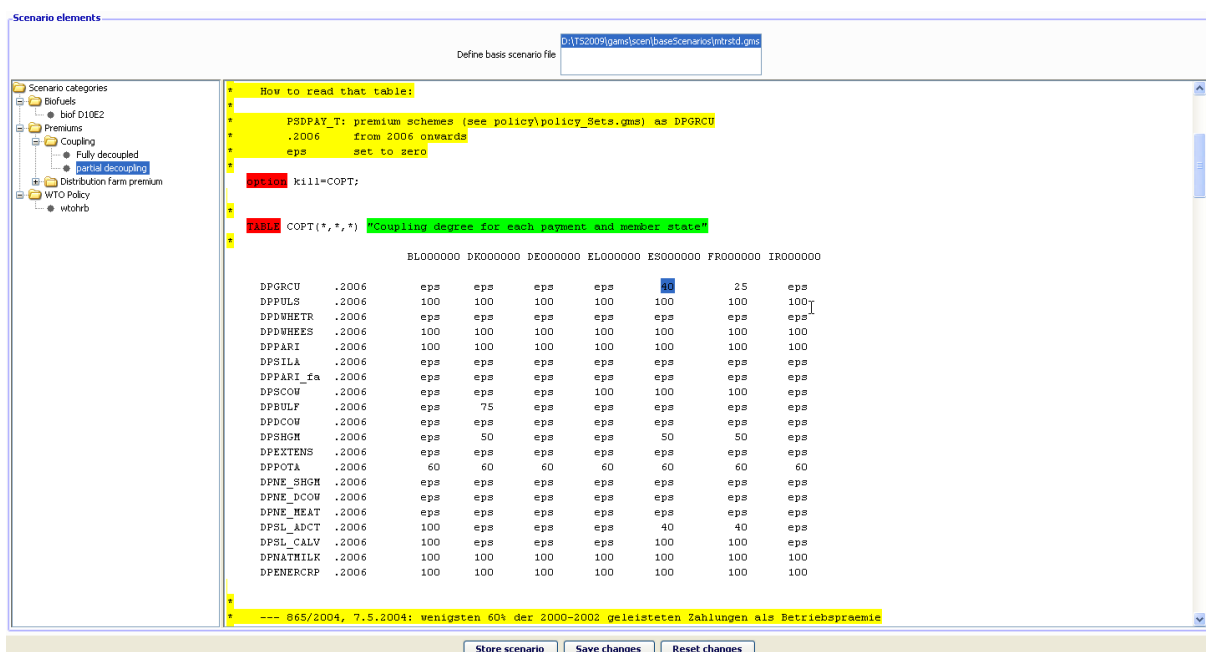 Scenario elements
Define basis scenario file
D:\TS2009\gams\scen\baseScenarios\mtrstd.gms
Scenario categories
Biofuels
biof D10E2
Premiums
Coupling
Fully decoupled
partial decoupling
Distribution farm premium
WTO Policy
wtohrb
* How to read that table:
*
* PSDPAY_T: premium schemes (see policy\policy_Sets.gms) as DPGRCU
* .2006 from 2006 onwards
* eps set to zero
*
option kill=COPT;
*
TABLE COPT(*,*,*) "Coupling degree for each payment and member state"
*
BL000000 DK000000 DE000000 EL000000 ES000000 FR000000 IR000000
DPGRCU .2006 eps eps eps eps 40 25 eps
DPPULS .2006 100 100 100 100 100 100 100
DPDWHETR .2006 eps eps eps eps eps eps eps
DPDWHEES .2006 100 100 100 100 100 100 100
DPPARI .2006 100 100 100 100 100 100 100
DPSILA .2006 eps eps eps eps eps eps eps
DPPARI_fa .2006 eps eps eps eps eps eps eps
DPSCOW .2006 eps eps eps 100 100 100 eps
DPBULF .2006 eps 75 eps eps eps eps eps
DPDCOW .2006 eps eps eps eps eps eps eps
DPSHGM .2006 eps 50 eps eps 50 50 eps
DPEXTENS .2006 eps eps eps eps eps eps eps
DPPOTA .2006 60 60 60 60 60 60 60
DPNE_SHGM .2006 eps eps eps eps eps eps eps
DPNE_DCOW .2006 eps eps eps eps eps eps eps
DPNE_MEAT .2006 eps eps eps eps eps eps eps
DPSL_ADCT .2006 100 eps eps eps 40 40 eps
DPSL_CALV .2006 100 eps eps 100 100 100 eps
DPNATMILK .2006 100 100 100 100 100 100 100
DPENERCRP .2006 100 100 100 100 100 100 100
*
* --- 865/2004, 7.5.2004: wenigsten 60% der 2000-2002 geleisteten Zahlungen als Betriebspraemie
Store scenario Save changes Reset changes